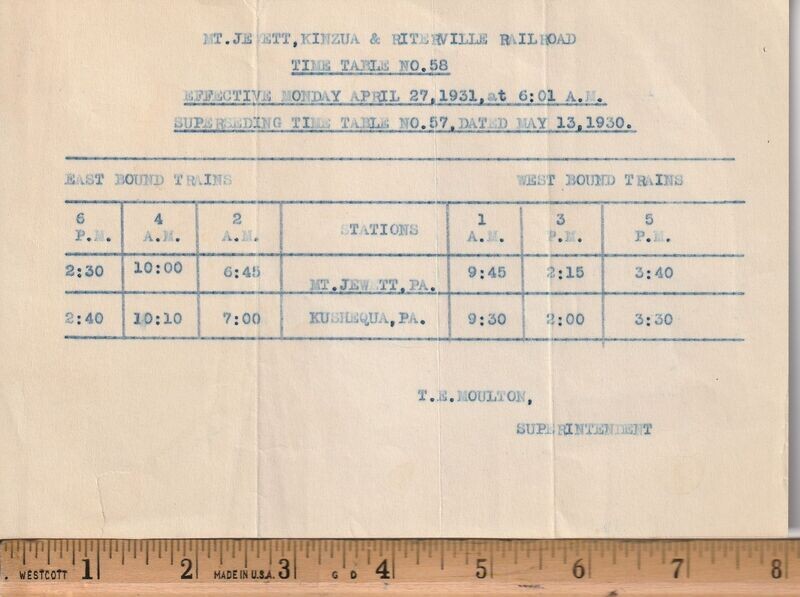 MT.JEWETT,KINZUA & RITERVILLE RAILROAD
TIME TABLE NO.58
EFFECTIVE MONDAY APRIL 27,1931,at 6:01 A.M.
SUPERSEDING TIME TABLE NO.57,DATED MAY 13,1930.
EAST BOUND TRAINS WEST BOUND TRAINS
6 4 2 STATIONS 1 3 5
P.M. A.M. A.M. A.M. P.M. P.M.
2:30 10:00 6:45 MT.JEWETT,PA. 9:45 2:15 3:40
2:40 10:10 7:00 KUSHEQUA,PA. 9:30 2:00 3:30
T.E.MOULTON,
SUPERINTENDENT
1 2 3 4 5 6 7 8
WESTCOTT MADE IN U.S.A. G D